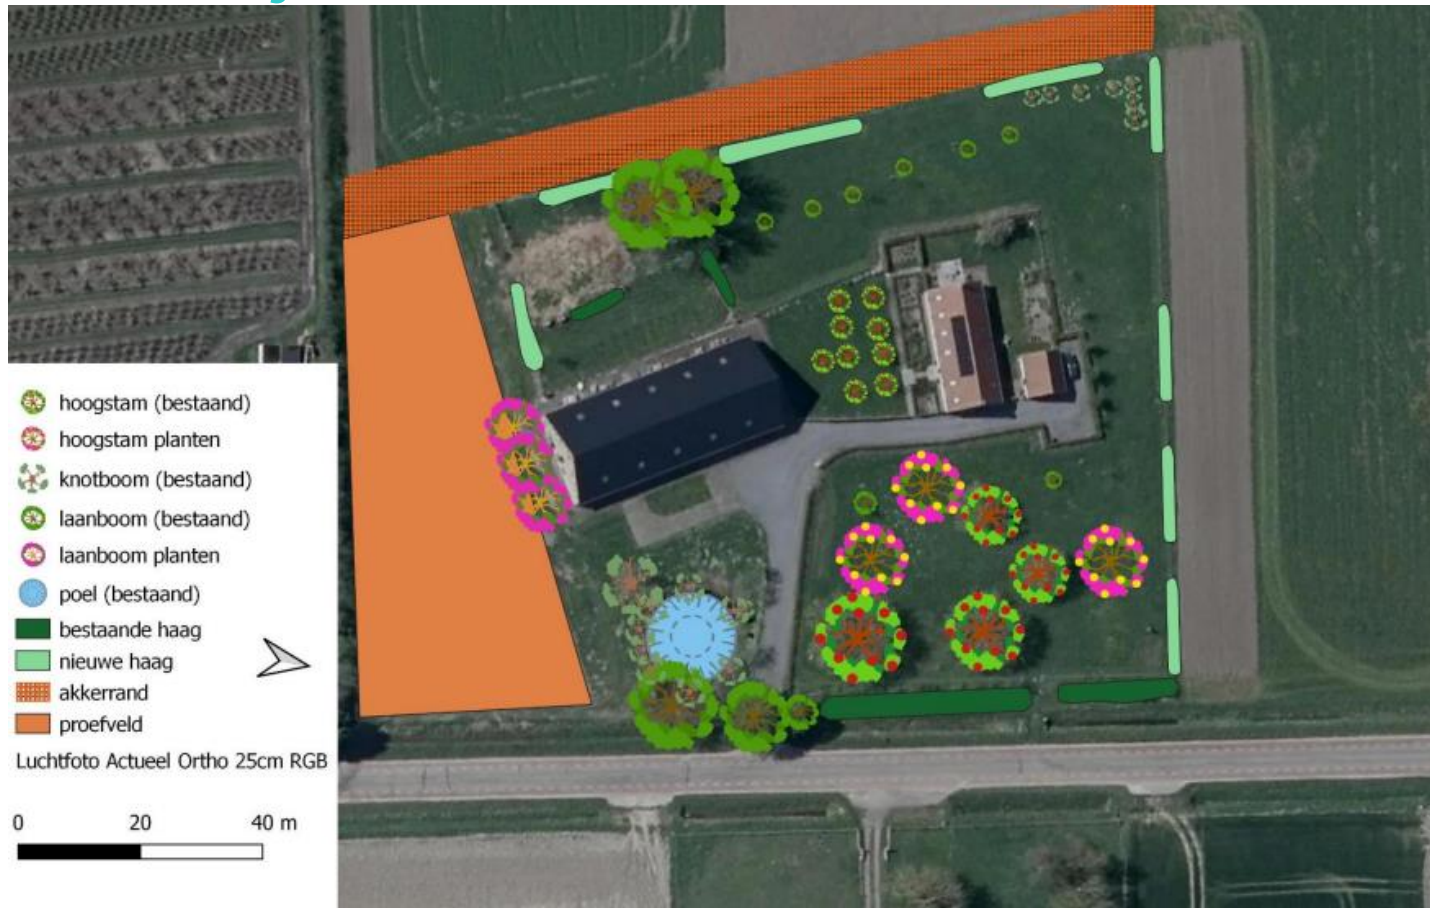 hoogstam (bestaand)
hoogstam planten
knotboom (bestaand)
laanboom (bestaand)
laanboom planten
poel (bestaand)
bestaande haag
nieuwe haag
akkerrand
proefveld
Luchtfoto Actueel Ortho 25cm RGB
0 20 40 m